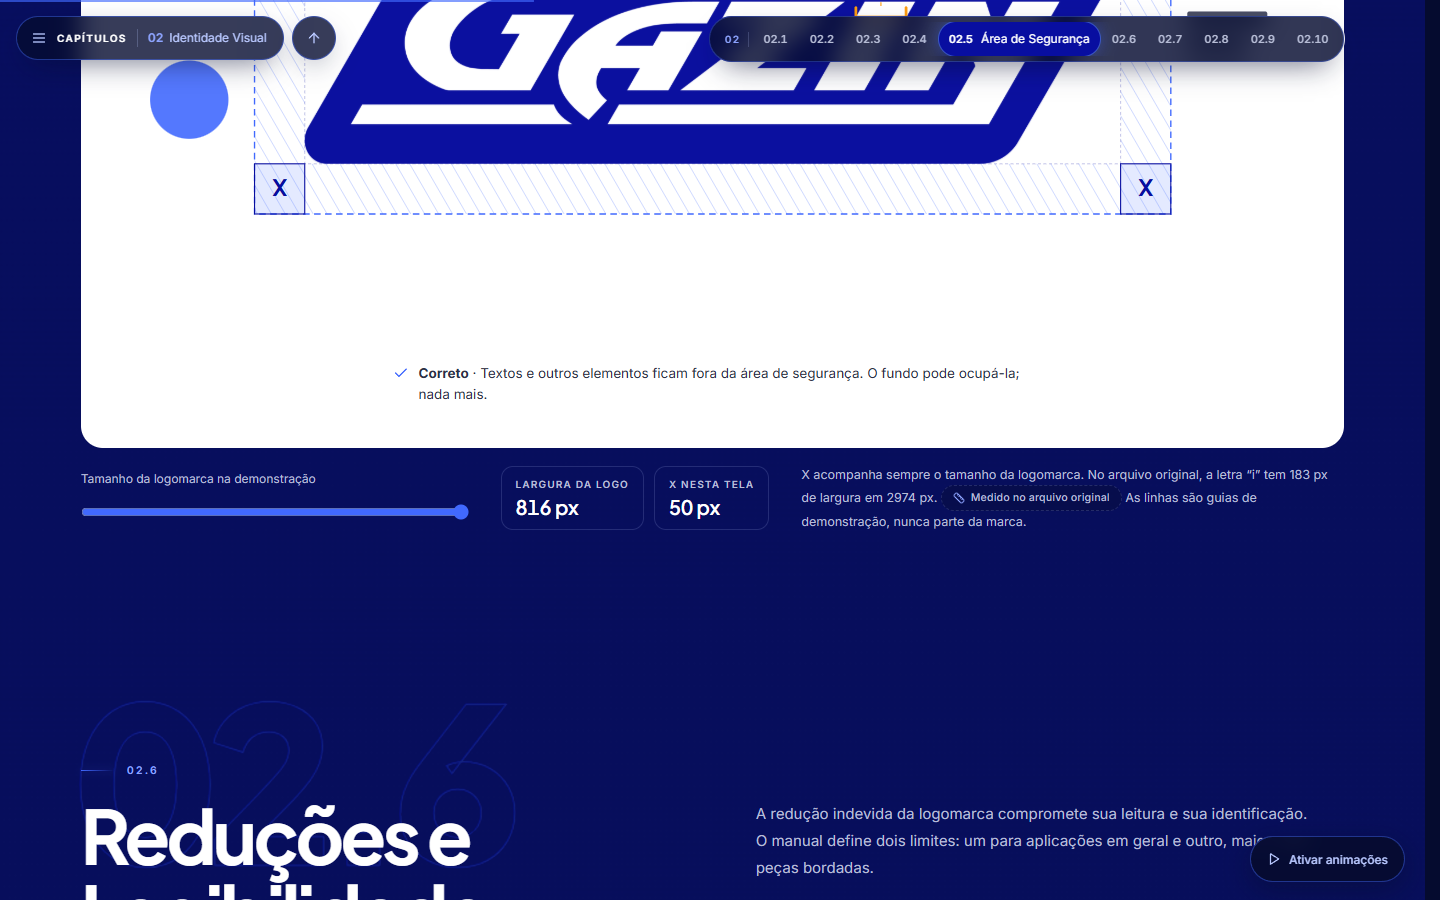 CAPÍTULOS 02 Identidade Visual
02 02.1 02.2 02.3 02.4 02.5 Área de Segurança 02.6 02.7 02.8 02.9 02.10
GAZIN
X X
Correto · Textos e outros elementos ficam fora da área de segurança. O fundo pode ocupá-la;
nada mais.
Tamanho da logomarca na demonstração
LARGURA DA LOGO
816 px
X NESTA TELA
50 px
X acompanha sempre o tamanho da logomarca. No arquivo original, a letra “i” tem 183 px
de largura em 2974 px. Medido no arquivo original As linhas são guias de
demonstração, nunca parte da marca.
02.6
02.6
Reduções e
Legibilidade
A redução indevida da logomarca compromete sua leitura e sua identificação.
O manual define dois limites: um para aplicações em geral e outro, mais
peças bordadas.
Ativar animações